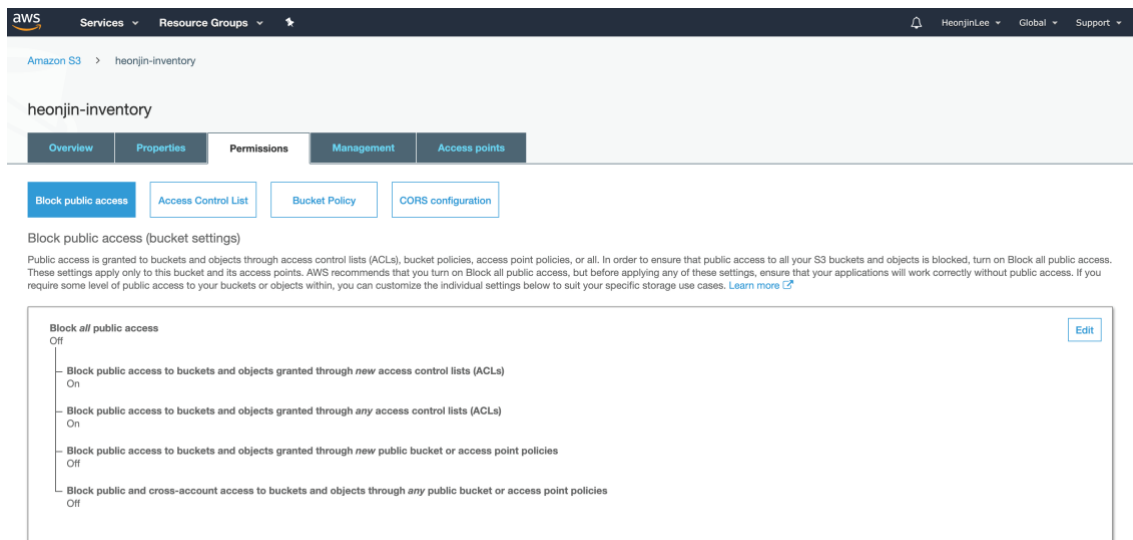 aws Services Resource Groups HeonjinLee Global Support
Amazon S3 > heonjin-inventory
heonjin-inventory
Overview Properties Permissions Management Access points
Block public access Access Control List Bucket Policy CORS configuration
Block public access (bucket settings)
Public access is granted to buckets and objects through access control lists (ACLs), bucket policies, access point policies, or all. In order to ensure that public access to all your S3 buckets and objects is blocked, turn on Block all public access.
These settings apply only to this bucket and its access points. AWS recommends that you turn on Block all public access, but before applying any of these settings, ensure that your applications will work correctly without public access. If you
require some level of public access to your buckets or objects within, you can customize the individual settings below to suit your specific storage use cases. Learn more
Block all public access
Edit
Off
Block public access to buckets and objects granted through new access control lists (ACLs)
On
Block public access to buckets and objects granted through any access control lists (ACLs)
On
Block public access to buckets and objects granted through new public bucket or access point policies
Off
Block public and cross-account access to buckets and objects through any public bucket or access point policies
Off